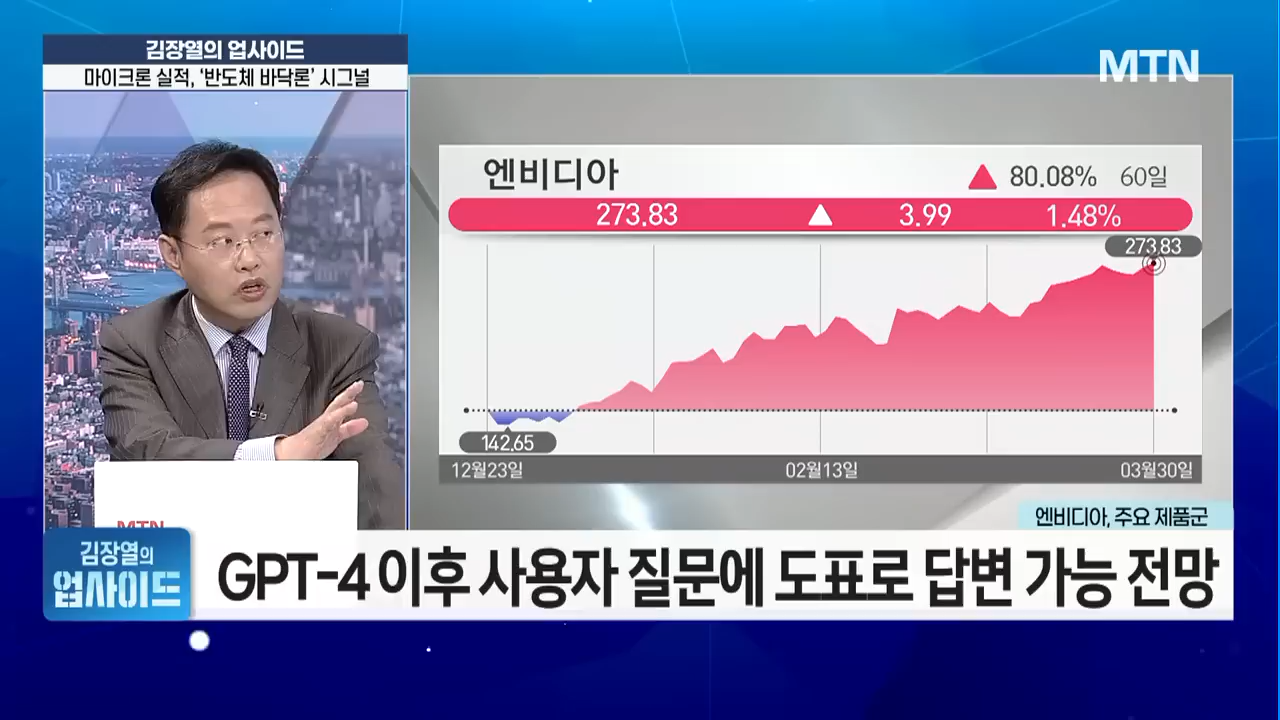 김장열의 업사이드
마이크론 실적, ‘반도체 바닥론’ 시그널
MTN
엔비디아
▲ 80.08% 60일
273.83 ▲ 3.99 1.48%
273.83
142.65
12월23일 02월13일 03월30일
MTN
엔비디아, 주요 제품군
김장열의
업사이드
GPT-4 이후 사용자 질문에 도표로 답변 가능 전망